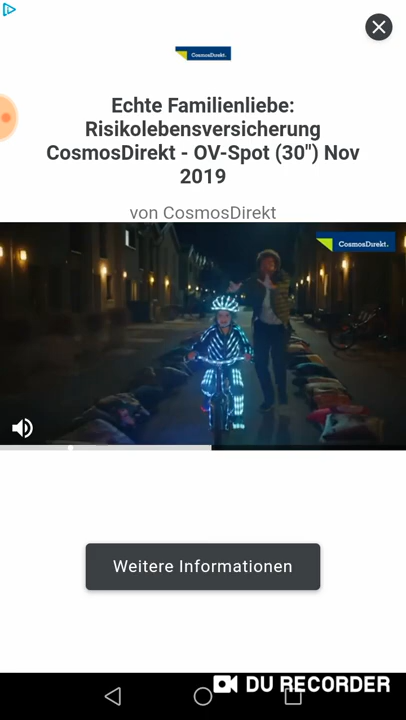 CosmosDirekt.
Echte Familienliebe:
Risikolebensversicherung
CosmosDirekt - OV-Spot (30") Nov
2019
von CosmosDirekt
CosmosDirekt.
Weitere Informationen
DU RECORDER